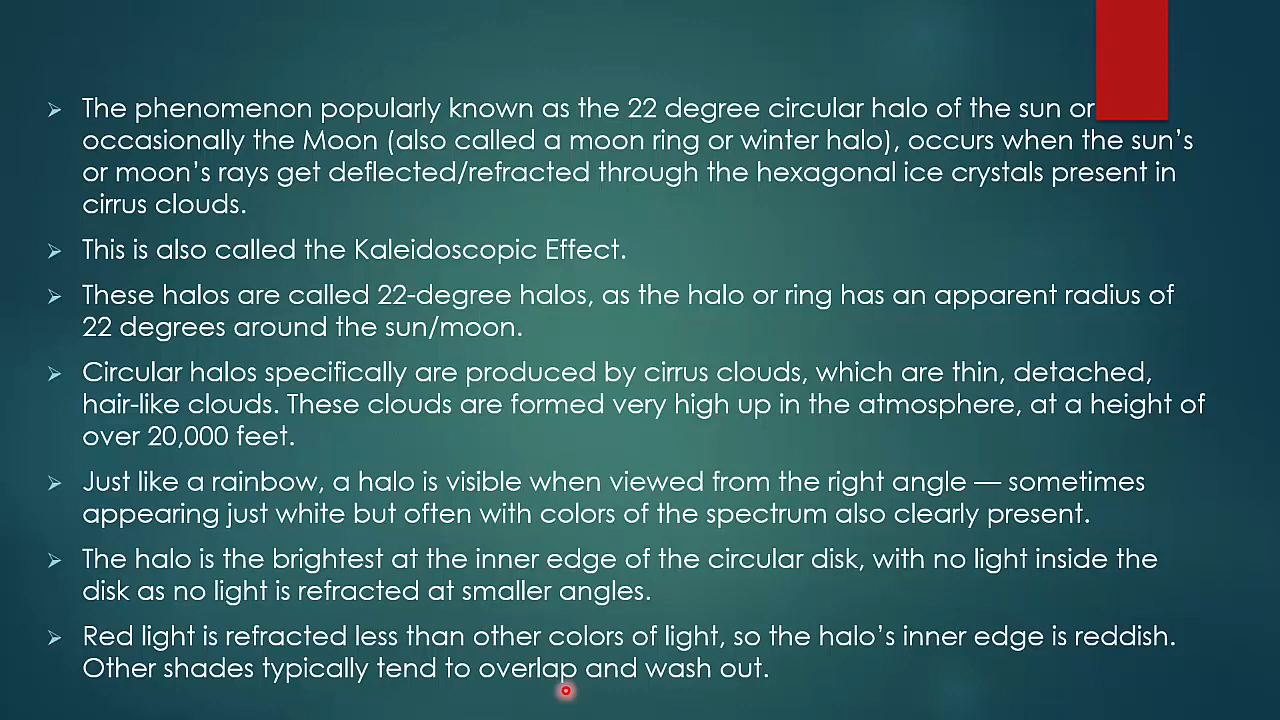 The phenomenon popularly known as the 22 degree circular halo of the sun or
occasionally the Moon (also called a moon ring or winter halo), occurs when the sun’s
or moon’s rays get deflected/refracted through the hexagonal ice crystals present in
cirrus clouds.
This is also called the Kaleidoscopic Effect.
These halos are called 22-degree halos, as the halo or ring has an apparent radius of
22 degrees around the sun/moon.
Circular halos specifically are produced by cirrus clouds, which are thin, detached,
hair-like clouds. These clouds are formed very high up in the atmosphere, at a height of
over 20,000 feet.
Just like a rainbow, a halo is visible when viewed from the right angle — sometimes
appearing just white but often with colors of the spectrum also clearly present.
The halo is the brightest at the inner edge of the circular disk, with no light inside the
disk as no light is refracted at smaller angles.
Red light is refracted less than other colors of light, so the halo’s inner edge is reddish.
Other shades typically tend to overlap and wash out.